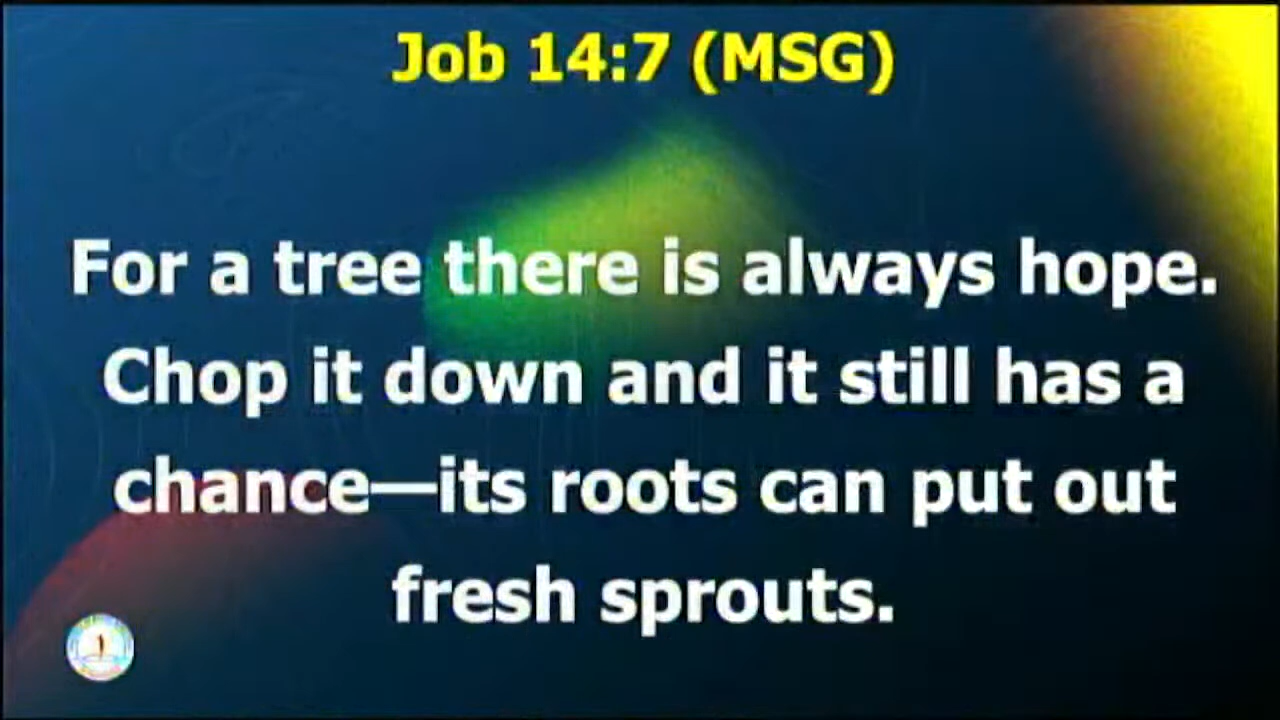 Job 14:7 (MSG)
For a tree there is always hope.
Chop it down and it still has a
chance—its roots can put out
fresh sprouts.